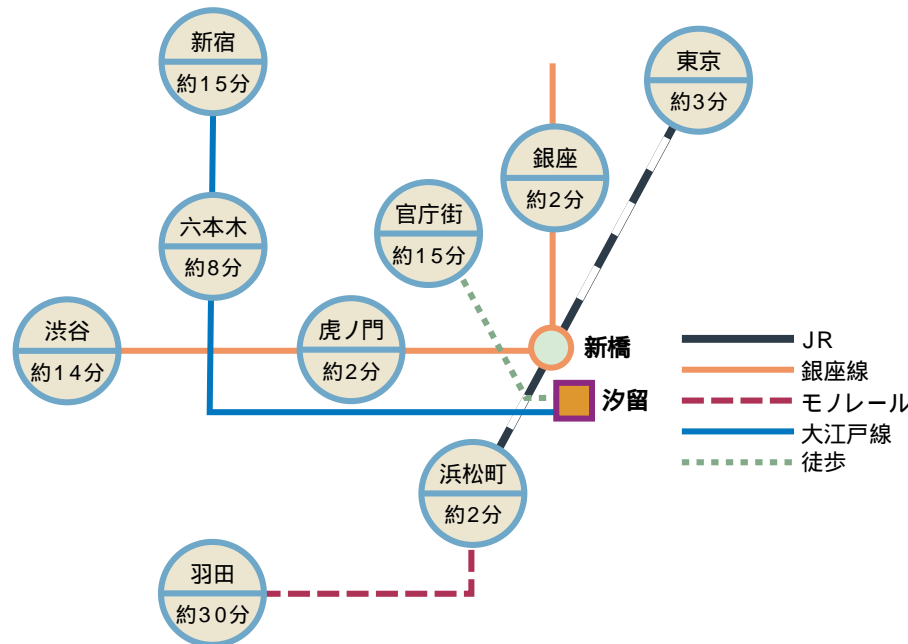 新宿
約15分
東京
約3分
銀座
約2分
官庁街
約15分
六本木
約8分
渋谷
約14分
虎ノ門
約2分
新橋
汐留
浜松町
約2分
羽田
約30分
JR
銀座線
モノレール
大江戸線
徒歩